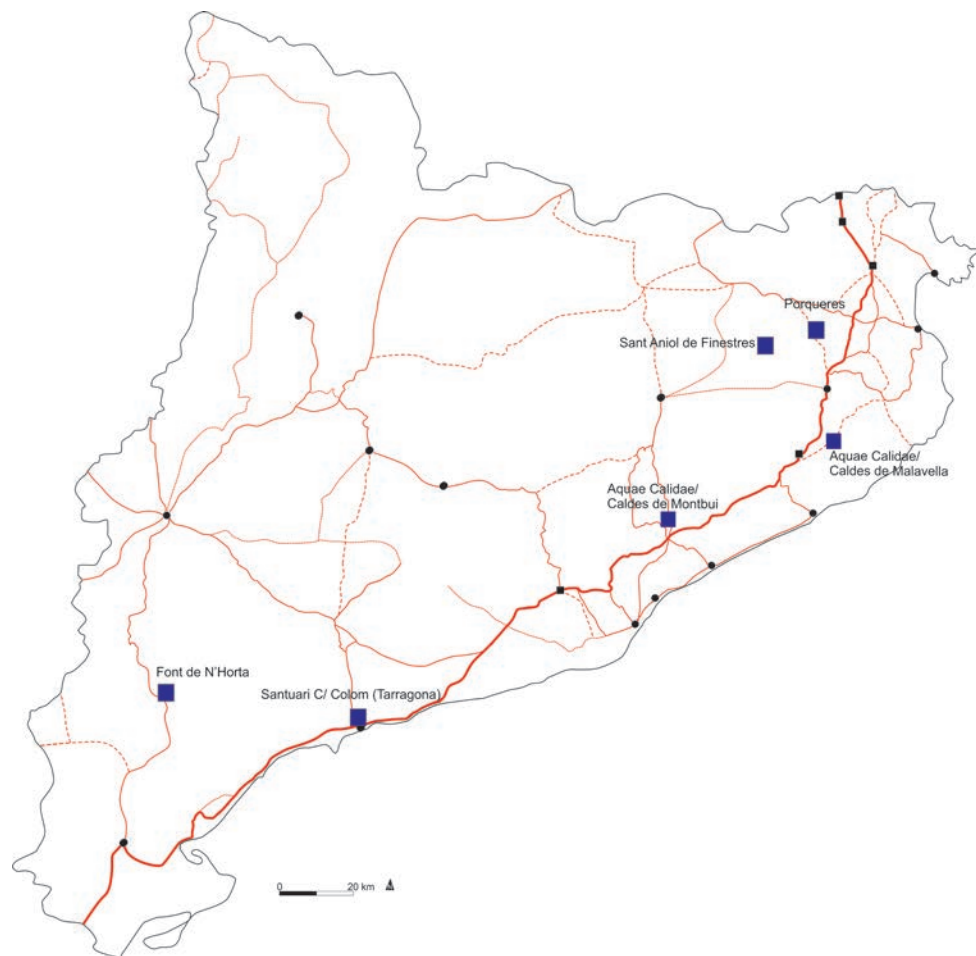 Porqueres
Sant Aniol de Finestres
Aquae Calidae/
Caldes de Malavella
Aquae Calidae/
Caldes de Montbui
Font de N'Horta
Santuari C/ Colom (Tarragona)
0 20 km